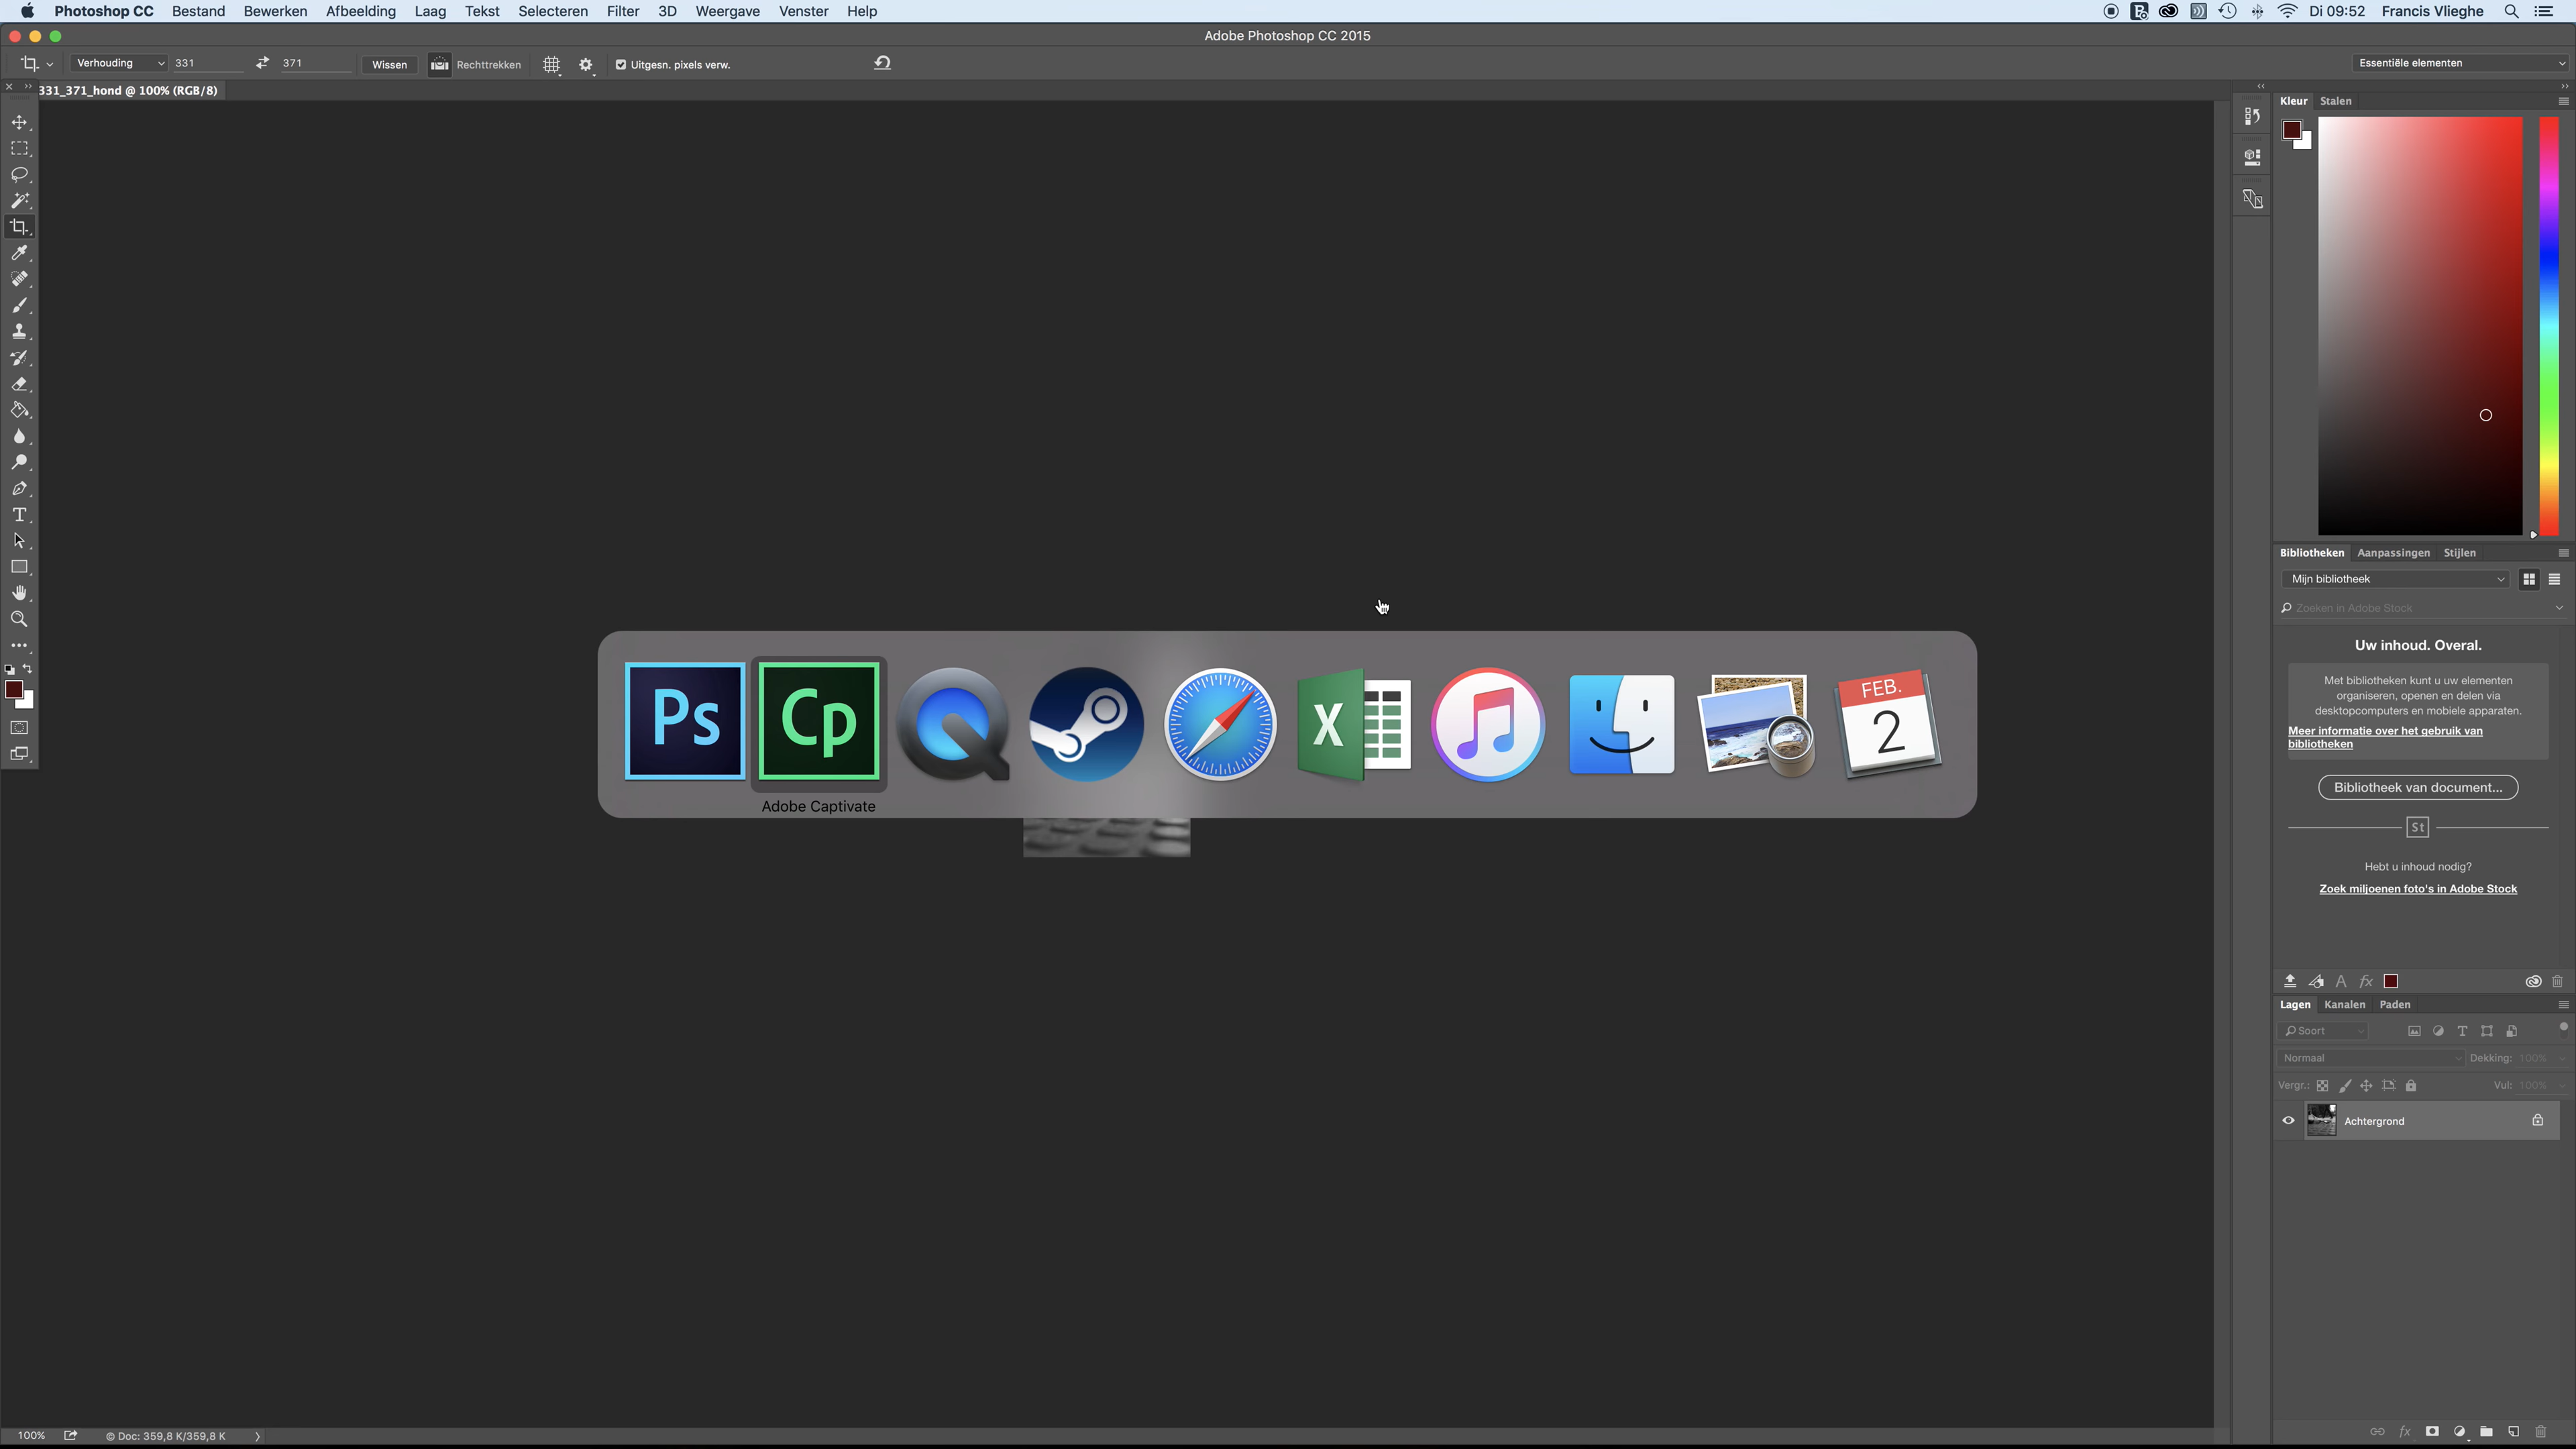 Photoshop CC Bestand Bewerken Afbeelding Laag Tekst Selecteren Filter 3D Weergave Venster Help Di 09:52 Francis Vlieghe
Adobe Photoshop CC 2015
Verhouding 331 371 Wissen Rechttrekken Uitgesn. pixels verw. Essentiële elementen
331_371_hond @ 100% (RGB/8)
Kleur Stalen
Bibliotheken Aanpassingen Stijlen
Mijn bibliotheek
Zoeken in Adobe Stock
Uw inhoud. Overal.
Met bibliotheken kunt u uw elementen
organiseren, openen en delen via
desktopcomputers en mobiele apparaten.
Meer informatie over het gebruik van
bibliotheken
Bibliotheek van document...
St
Hebt u inhoud nodig?
Zoek miljoenen foto's in Adobe Stock
Ps Cp X FEB. 2
Adobe Captivate
Lagen Kanalen Paden
Soort
Normaal Dekking: 100%
Vergr.: Vul: 100%
Achtergrond
100% © Doc: 359,8 K/359,8 K